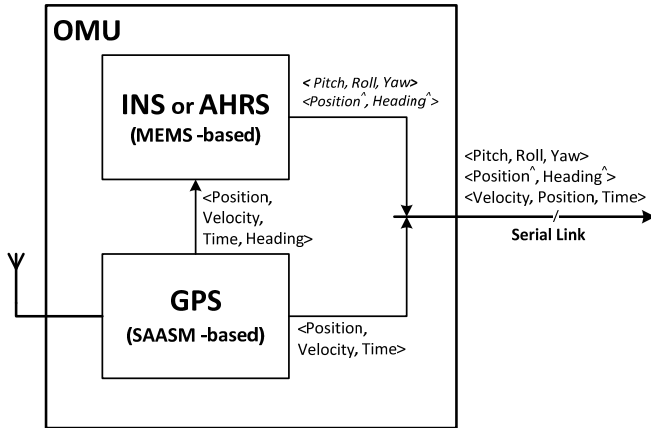 OMU
INS or AHRS
(MEMS -based)
< Pitch, Roll, Yaw>
<Position^, Heading^>
<Pitch, Roll, Yaw>
<Position^, Heading^>
<Velocity, Position, Time>
Serial Link
<Position,
Velocity,
Time, Heading>
GPS
(SAASM -based)
<Position,
Velocity, Time>